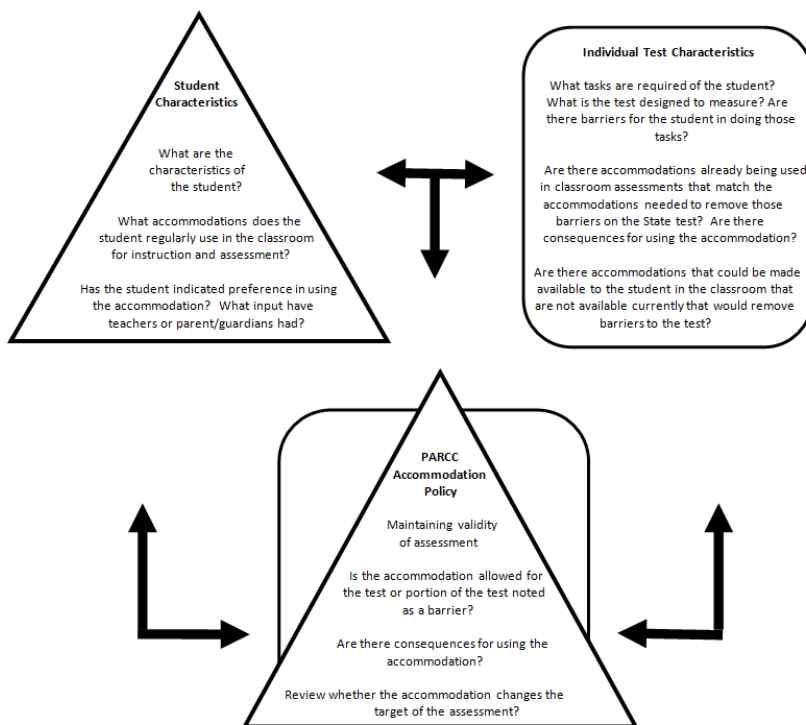 Student
Characteristics
What are the
characteristics of
the student?
What accommodations does the
student regularly use in the classroom
for instruction and assessment?
Has the student indicated preference in using
the accommodation?  What input have
teachers or parent/guardians had?
Individual Test Characteristics
What tasks are required of the student?
What is the test designed to measure? Are
there barriers for the student in doing those
tasks?
Are there accommodations already being used
in classroom assessments that match the
accommodations needed to remove those
barriers on the State test?  Are there
consequences for using the accommodation?
Are there accommodations that could be made
available to the student in the classroom that
are not available currently that would remove
barriers to the test?
PARCC
Accommodation
Policy
Maintaining validity
of assessment
Is the accommodation allowed for
the test or portion of the test noted
as a barrier?
Are there consequences for using the
accommodation?
Review whether the accommodation changes the
target of the assessment?